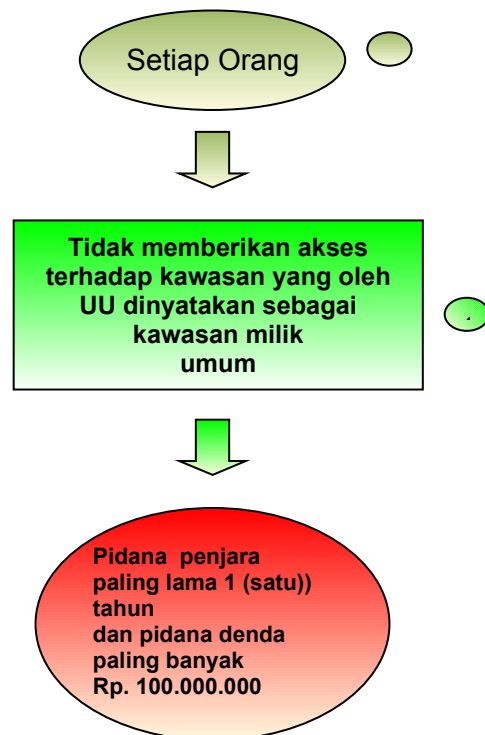 Setiap Orang
Tidak memberikan akses
terhadap kawasan yang oleh
UU dinyatakan sebagai
kawasan milik
umum
.
Pidana penjara
paling lama 1 (satu))
tahun
dan pidana denda
paling banyak
Rp. 100.000.000